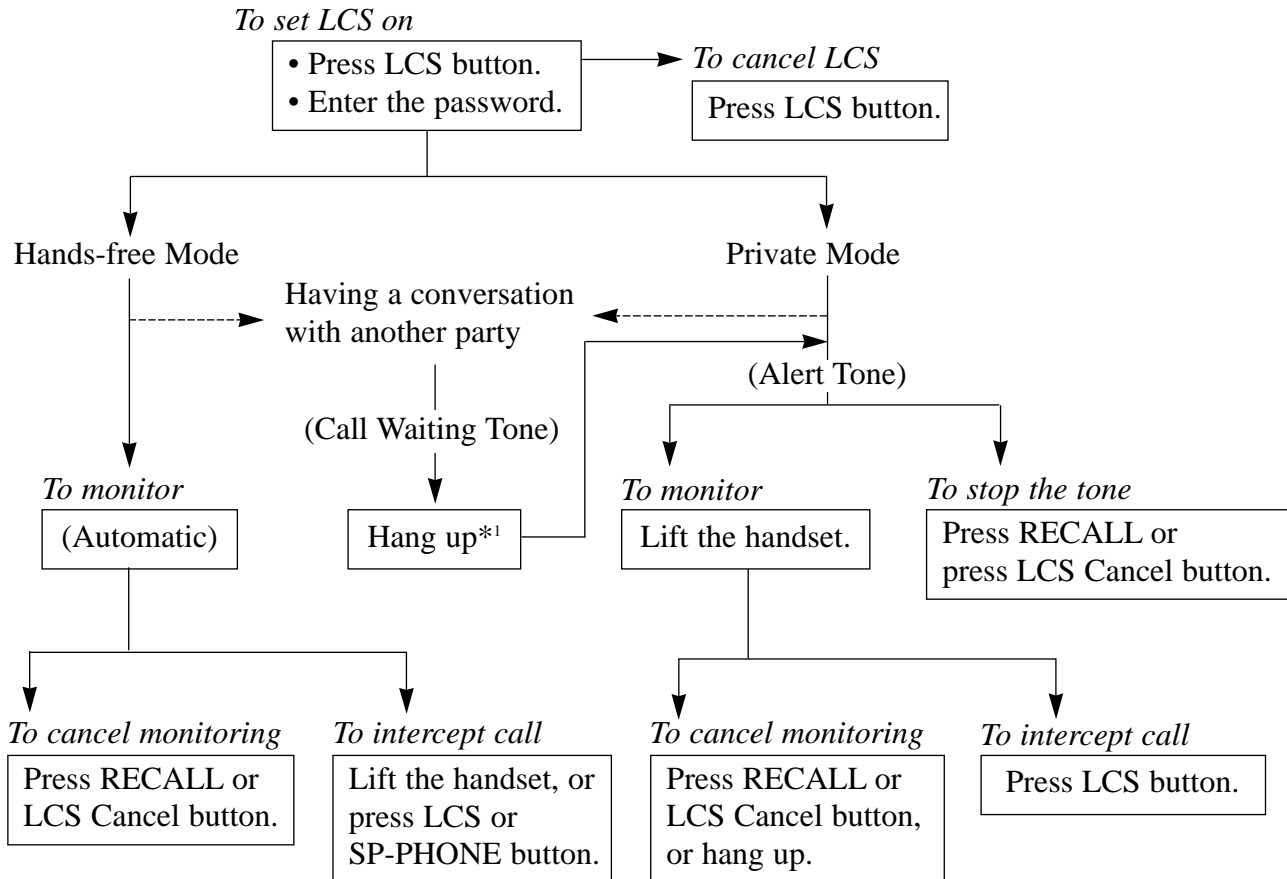 To set LCS on
• Press LCS button.
• Enter the password.
To cancel LCS
Press LCS button.
Hands-free Mode
Private Mode
Having a conversation
with another party
(Alert Tone)
(Call Waiting Tone)
To monitor
(Automatic)
Hang up*1
To monitor
Lift the handset.
To stop the tone
Press RECALL or
press LCS Cancel button.
To cancel monitoring
Press RECALL or
LCS Cancel button.
To intercept call
Lift the handset, or
press LCS or
SP-PHONE button.
To cancel monitoring
Press RECALL or
LCS Cancel button,
or hang up.
To intercept call
Press LCS button.